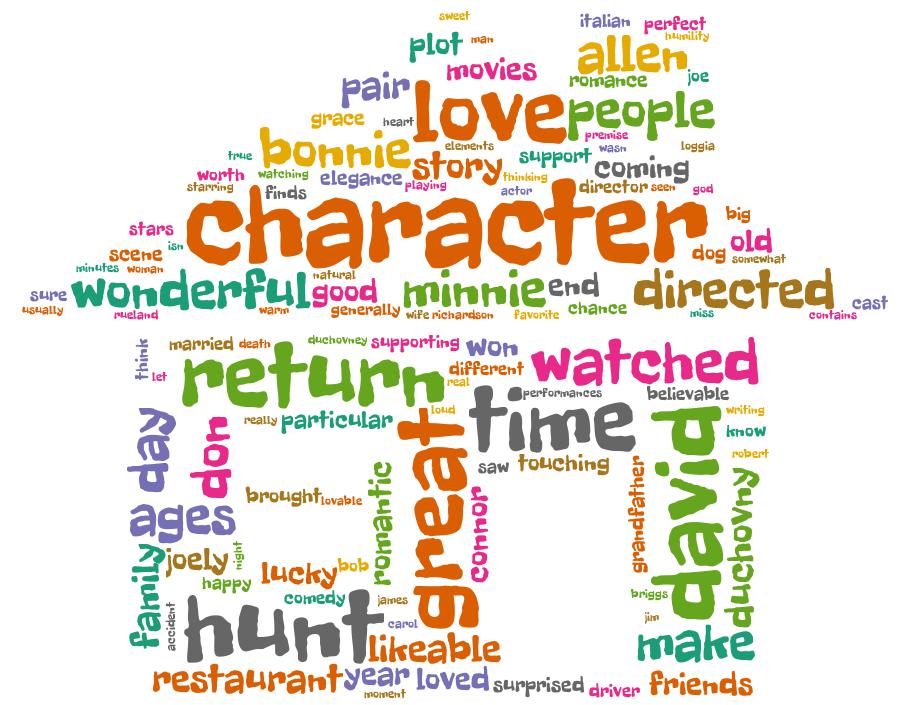 sweet
italian perfect
plot man humility
allen
movies
pair romance joe
love people
grace heart
premise
bonnie elements wasn loggia
true story support coming
worth watching elegance thinking
starring finds playing actor director seen god
character
stars big
isn old
scene dog somewhat
minutes woman
wonderful natural minnie end directed
sure good cast
usually rueland warm generally wife richardson favorite chance miss contains
think married death duchovney supporting won watched
let return different
real
performances believable
day don really particular loud time writing
great david know
saw touching robert
ages brought lovable romantic connor grandfather duchovny
family joely night
happy lucky bob
comedy james briggs
accident hunt carol jim
likeable make
restaurant year loved surprised driver friends
moment